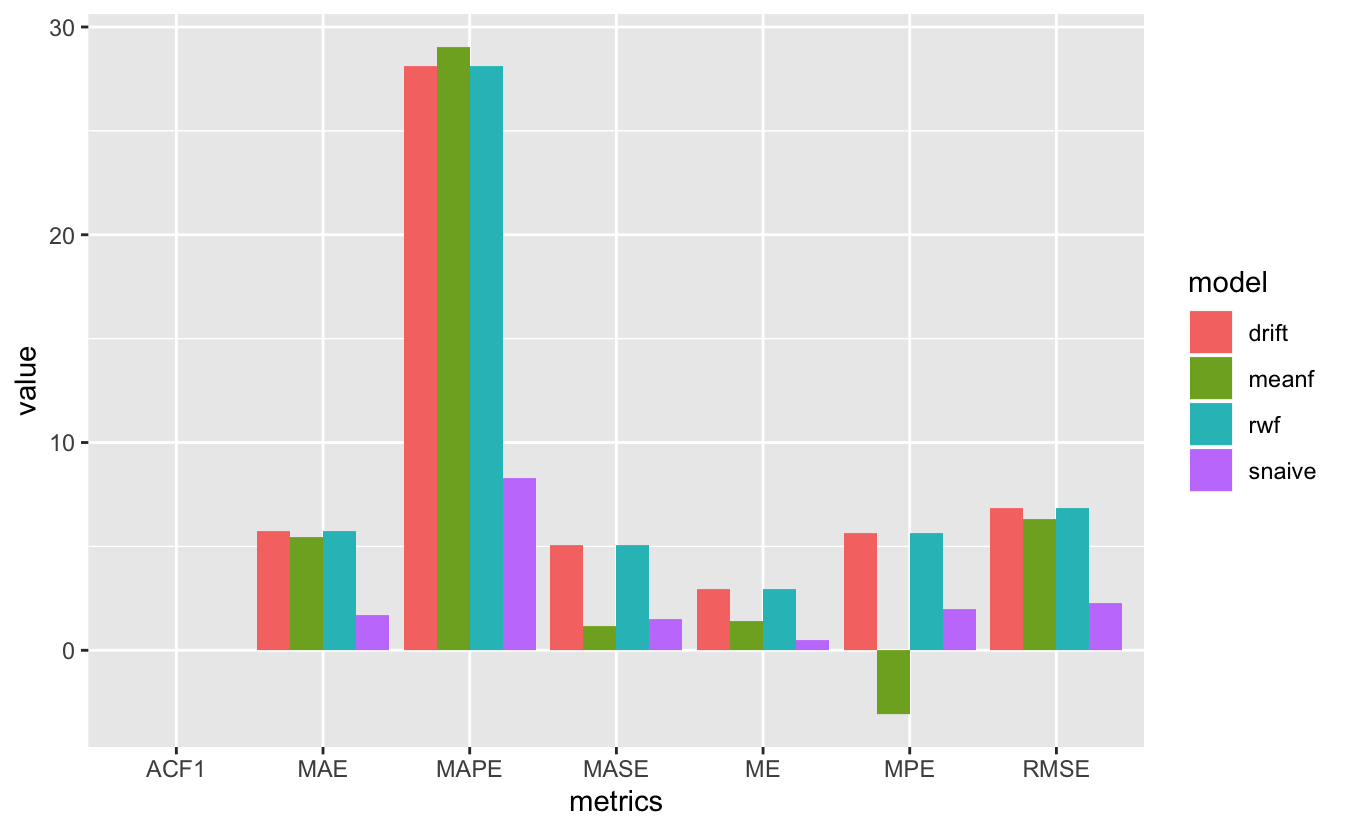 30
20
10
0
value
ACF1 MAE MAPE MASE ME MPE RMSE
metrics
model
drift
meanf
rwf
snaive